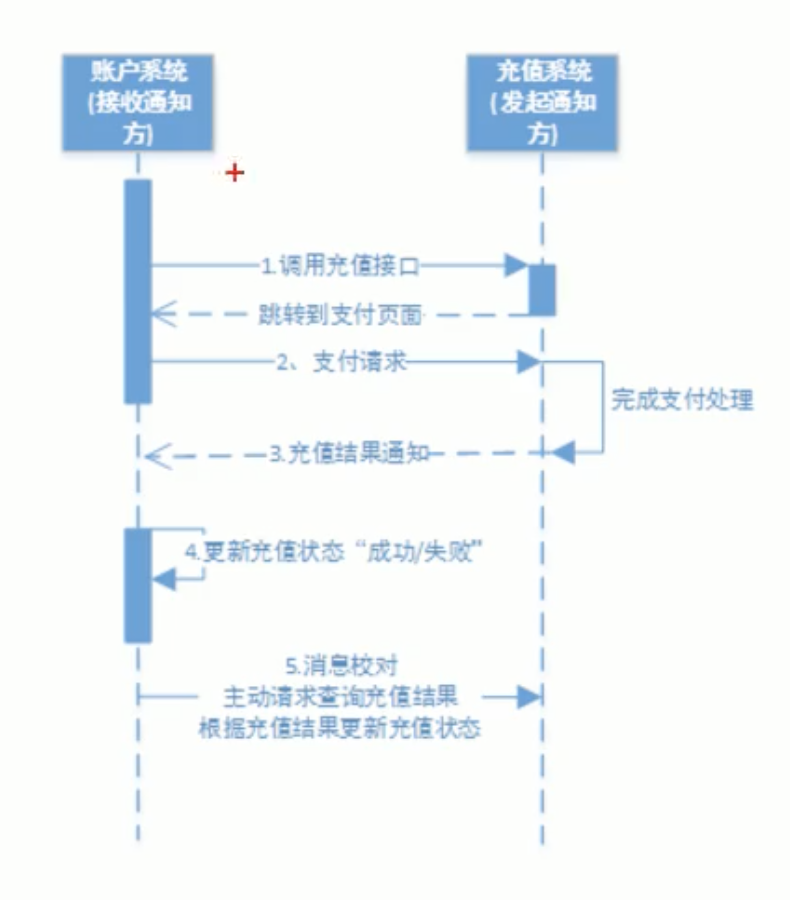 账户系统
(接收通知
方)
充值系统
(发起通知
方)
1.调用充值接口
跳转到支付页面
2、支付请求
完成支付处理
3.充值结果通知
4.更新充值状态“成功/失败”
5.消息校对
主动请求查询充值结果
根据充值结果更新充值状态